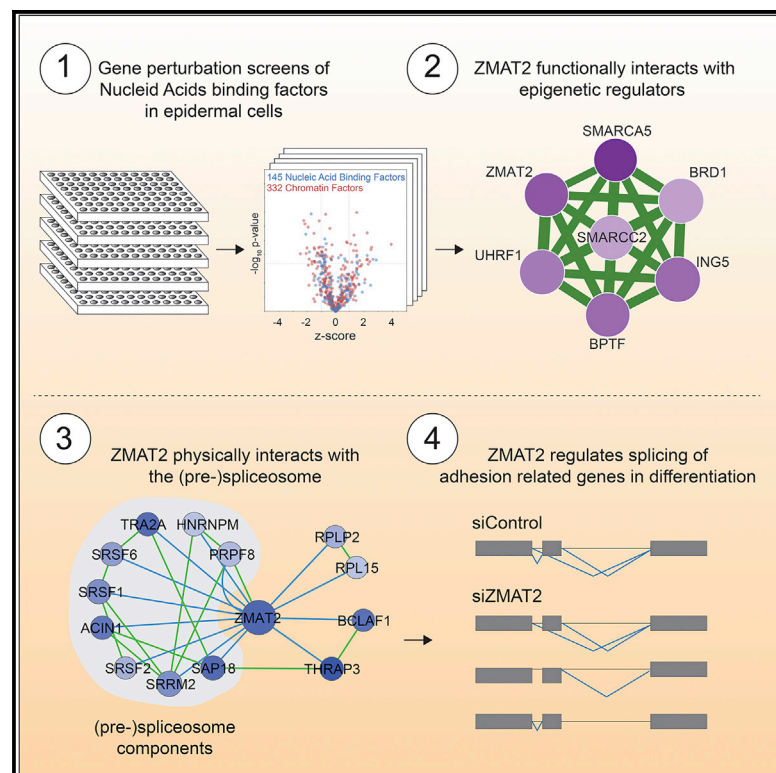 1
Gene perturbation screens of
Nucleid Acids binding factors
in epidermal cells
145 Nucleic Acid Binding Factors
332 Chromatin Factors
-log10 p-value
-4 -2 0 2 4
z-score
2
ZMAT2 functionally interacts with
epigenetic regulators
SMARCA5
ZMAT2
BRD1
SMARCC2
UHRF1
ING5
BPTF
3
ZMAT2 physically interacts with
the (pre-)spliceosome
TRA2A
HNRNPM
SRSF6
PRPF8
SRSF1
ACIN1
SRSF2
SRRM2
SAP18
ZMAT2
RPLP2
RPL15
BCLAF1
THRAP3
(pre-)spliceosome
components
4
ZMAT2 regulates splicing of
adhesion related genes in differentiation
siControl
siZMAT2